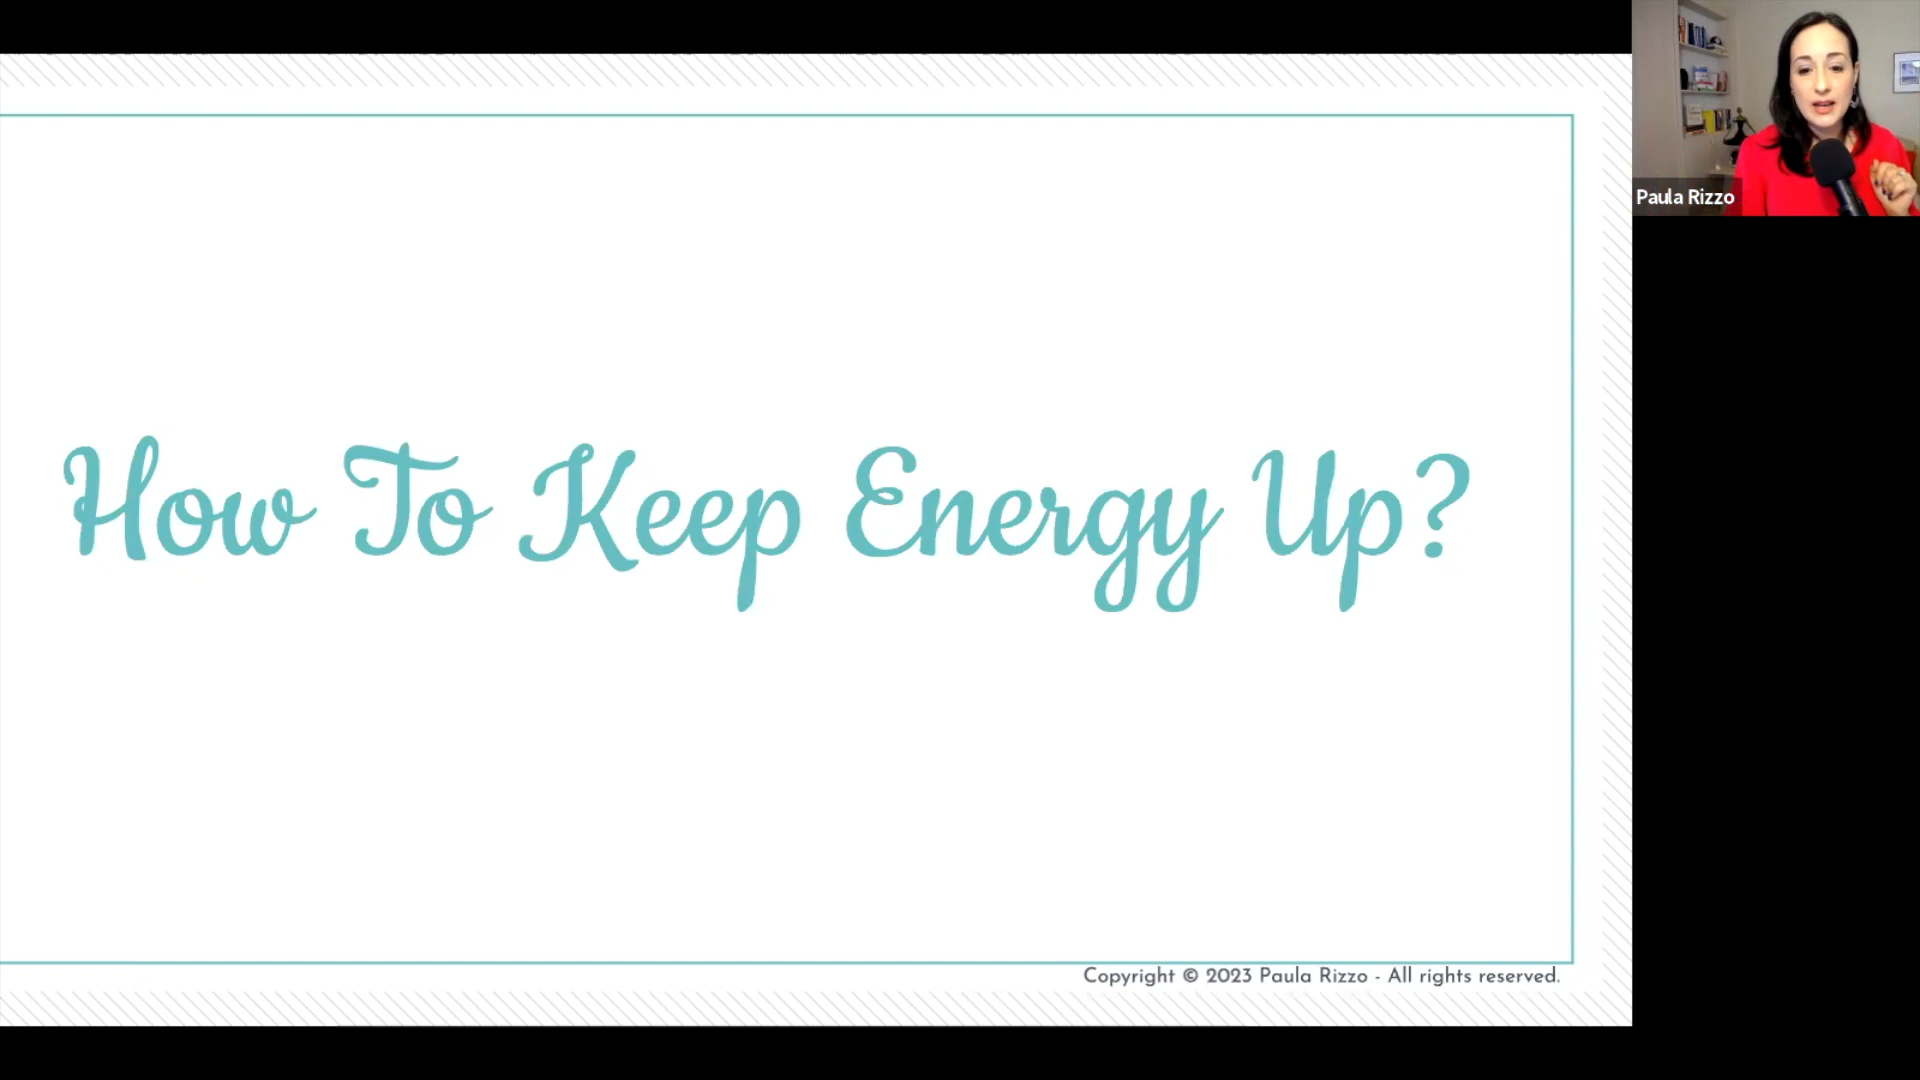 How To Keep Energy Up?
Copyright © 2023 Paula Rizzo - All rights reserved.
Paula Rizzo